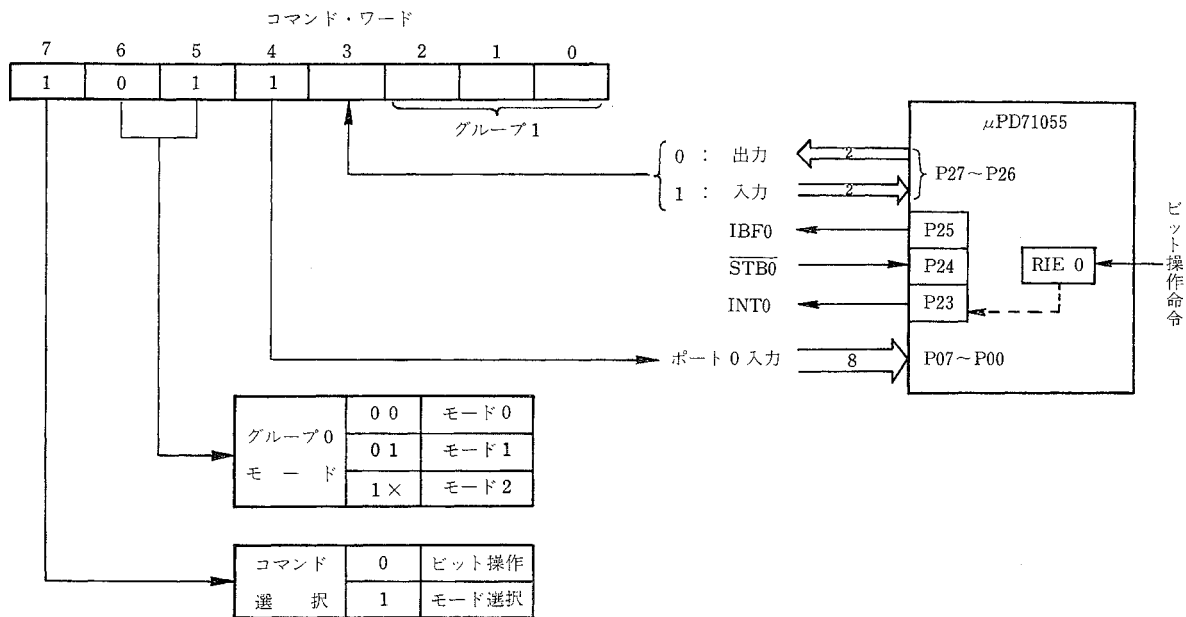 コマンド・ワード
7 6 5 4 3 2 1 0
1 0 1 1
グループ1
μPD71055
0 : 出力
2
P27～P26
1 : 入力
2
IBF0
P25
STB0
P24
RIE 0
INT0
P23
ビット操作命令
ポート0入力
8
P07～P00
グループ0
モード
0 0 モード0
0 1 モード1
1 × モード2
コマンド
選択
0 ビット操作
1 モード選択